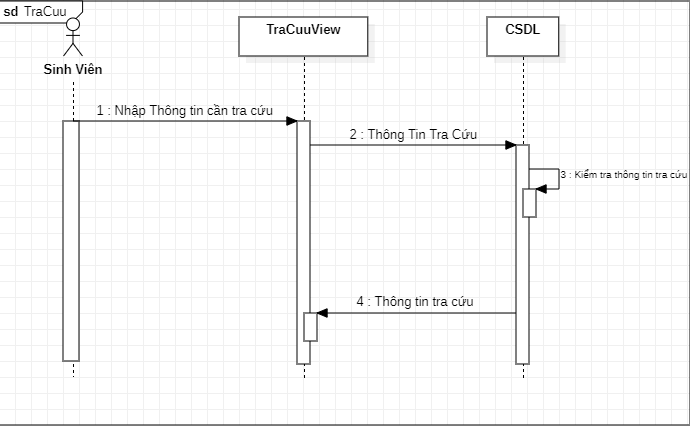 sd TraCuu
TraCuuView
CSDL
Sinh Viên
1 : Nhập Thông tin cần tra cứu
2 : Thông Tin Tra Cứu
3 : Kiểm tra thông tin tra cứu
4 : Thông tin tra cứu